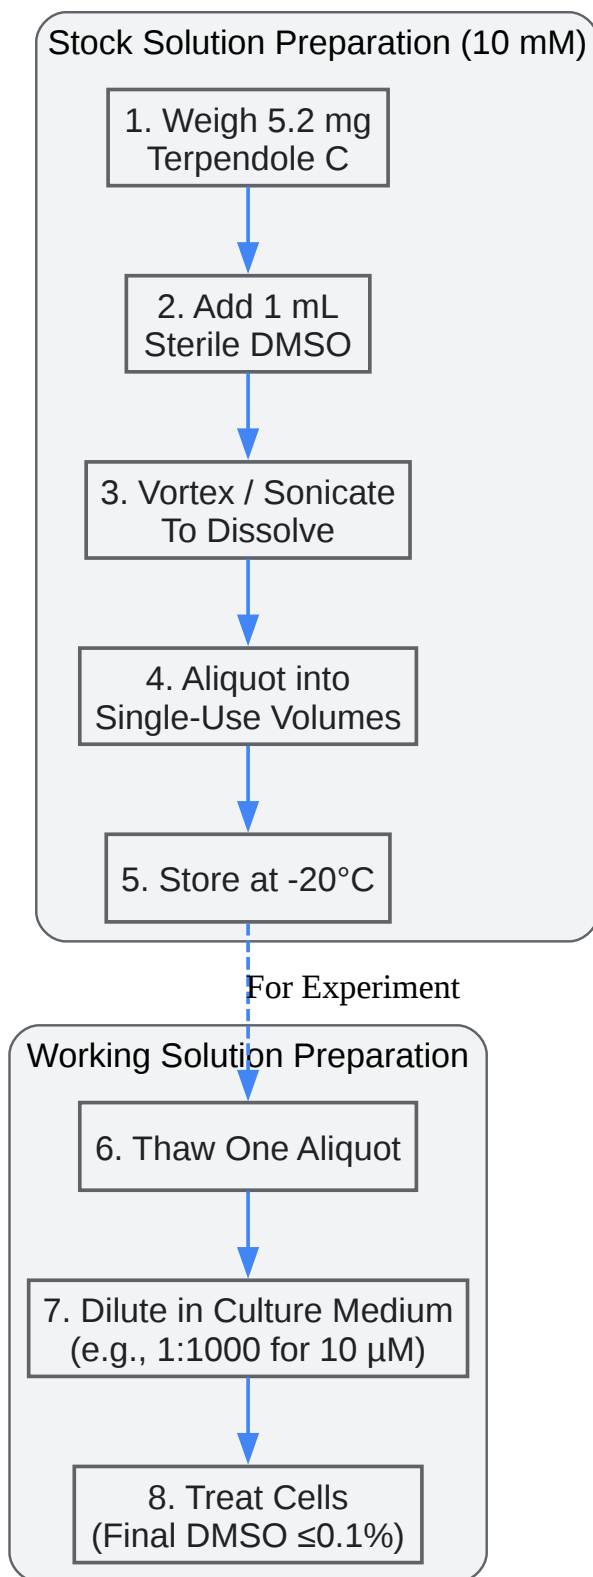 Stock Solution Preparation (10 mM)
1. Weigh 5.2 mg
Terpendole C
2. Add 1 mL
Sterile DMSO
3. Vortex / Sonicate
To Dissolve
4. Aliquot into
Single-Use Volumes
5. Store at -20°C
For Experiment
Working Solution Preparation
6. Thaw One Aliquot
7. Dilute in Culture Medium
(e.g., 1:1000 for 10 µM)
8. Treat Cells
(Final DMSO ≤0.1%)